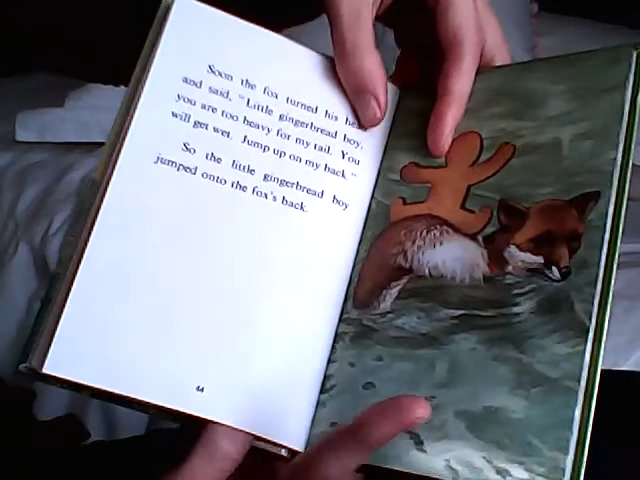 Soon the fox turned his head
and said, "Little gingerbread boy,
you are too heavy for my tail. You
will get wet. Jump up on my back."
So the little gingerbread boy
jumped onto the fox's back.
44